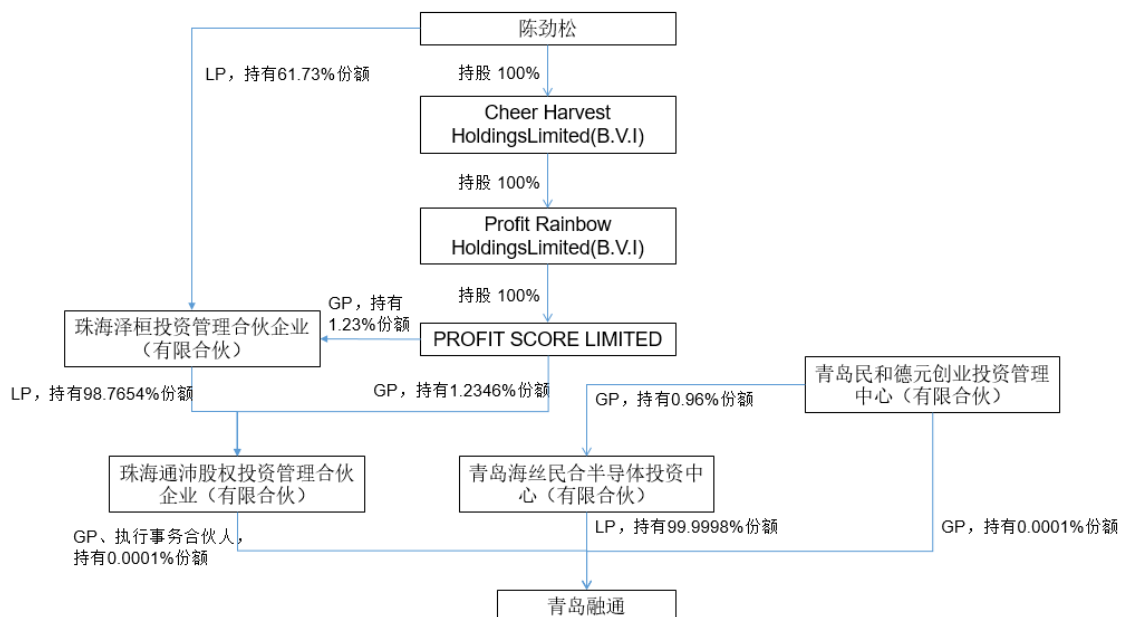 陈劲松
LP，持有61.73%份额
持股 100%
Cheer Harvest
HoldingsLimited(B.V.I)
持股 100%
Profit Rainbow
HoldingsLimited(B.V.I)
持股 100%
GP，持有
1.23%份额
珠海泽桓投资管理合伙企业
（有限合伙）
PROFIT SCORE LIMITED
LP，持有98.7654%份额
GP，持有1.2346%份额
GP，持有0.96%份额
青岛民和德元创业投资管理
中心（有限合伙）
珠海通沛股权投资管理合伙
企业（有限合伙）
青岛海丝民合半导体投资中
心（有限合伙）
GP、执行事务合伙人，
持有0.0001%份额
LP，持有99.9998%份额
GP，持有0.0001%份额
青岛融通